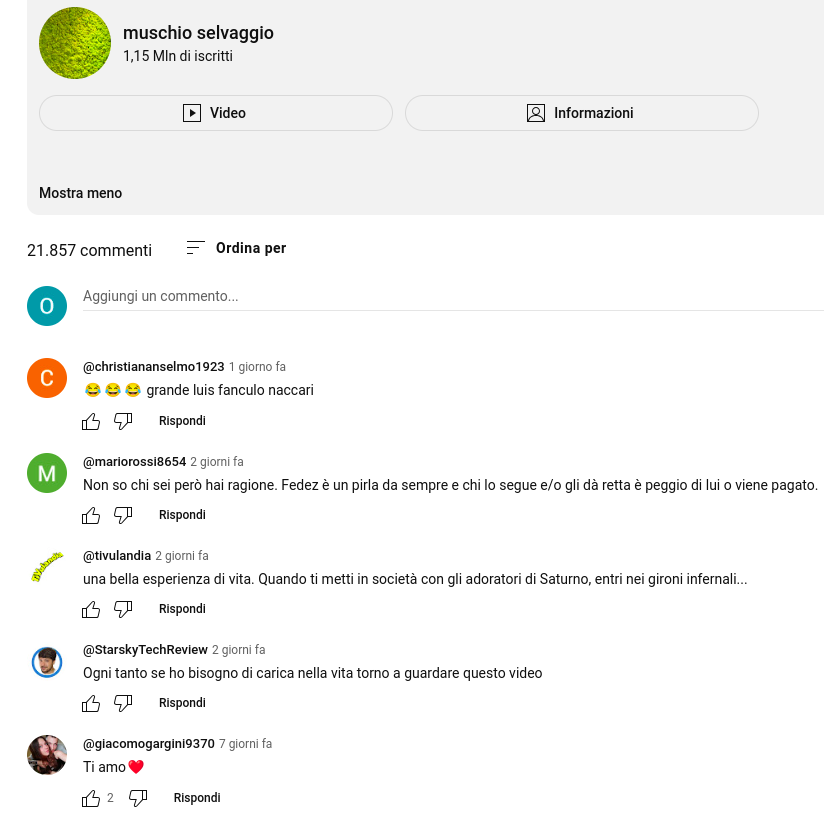 muschio selvaggio
1,15 Mln di iscritti
Video
Informazioni
Mostra meno
21.857 commenti
Ordina per
O
Aggiungi un commento...
C
@christiananselmo1923 1 giorno fa
😂😂😂 grande luis fanculo naccari
Rispondi
M
@mariorossi8654 2 giorni fa
Non so chi sei però hai ragione. Fedez è un pirla da sempre e chi lo segue e/o gli dà retta è peggio di lui o viene pagato.
Rispondi
TiVulandia
@tivulandia 2 giorni fa
una bella esperienza di vita. Quando ti metti in società con gli adoratori di Saturno, entri nei gironi infernali...
Rispondi
@StarskyTechReview 2 giorni fa
Ogni tanto se ho bisogno di carica nella vita torno a guardare questo video
Rispondi
@giacomogargini9370 7 giorni fa
Ti amo❤️
2
Rispondi